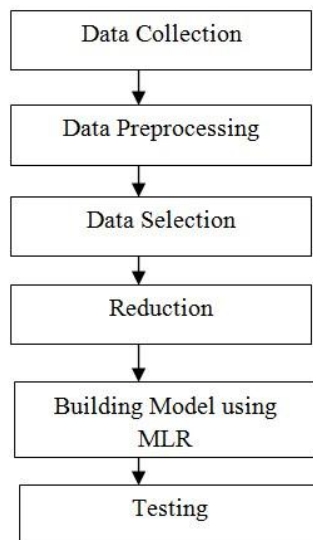 Data Collection
Data Preprocessing
Data Selection
Reduction
Building Model using
MLR
Testing